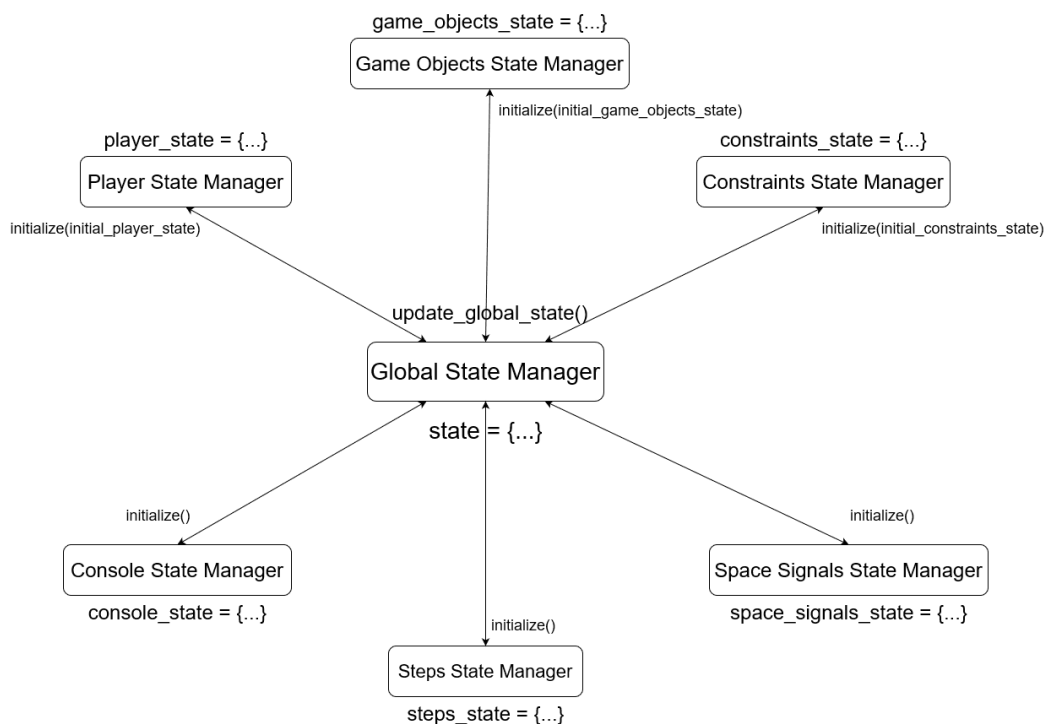 game_objects_state = {...}
Game Objects State Manager
initialize(initial_game_objects_state)
player_state = {...}
Player State Manager
initialize(initial_player_state)
constraints_state = {...}
Constraints State Manager
initialize(initial_constraints_state)
update_global_state()
Global State Manager
state = {...}
initialize()
Console State Manager
console_state = {...}
initialize()
Steps State Manager
steps_state = {...}
initialize()
Space Signals State Manager
space_signals_state = {...}